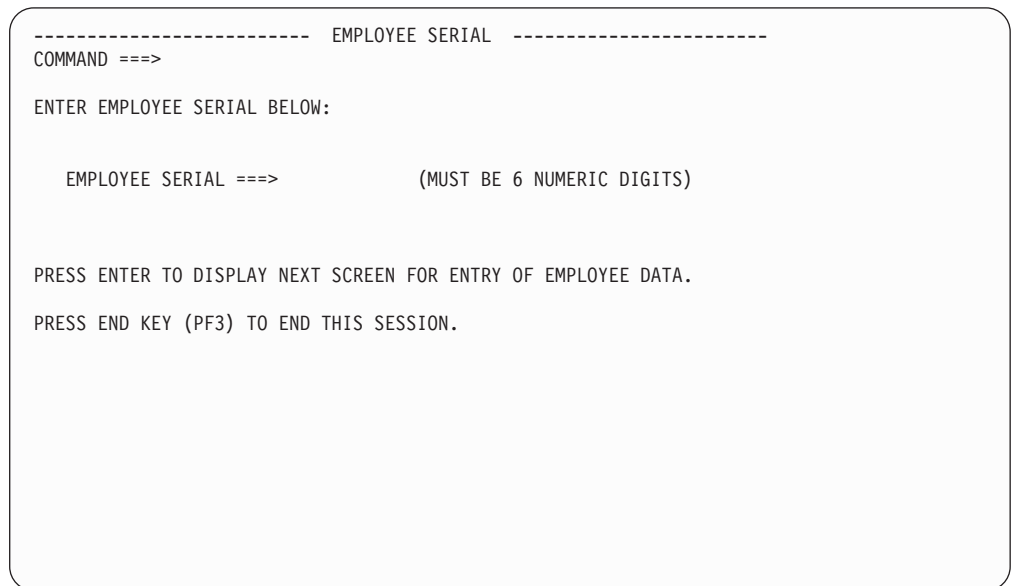 -------------------------- EMPLOYEE SERIAL ------------------------
COMMAND ===>
ENTER EMPLOYEE SERIAL BELOW:
EMPLOYEE SERIAL ===> (MUST BE 6 NUMERIC DIGITS)
PRESS ENTER TO DISPLAY NEXT SCREEN FOR ENTRY OF EMPLOYEE DATA.
PRESS END KEY (PF3) TO END THIS SESSION.